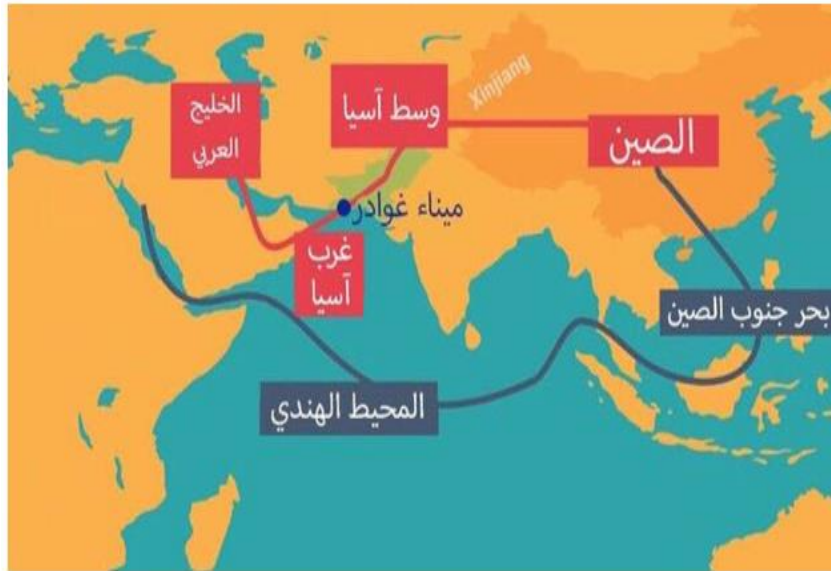 Xinjiang
الصين
وسط آسيا
الخليج
العربي
ميناء غوادر
غرب
آسيا
بحر جنوب الصين
المحيط الهندي